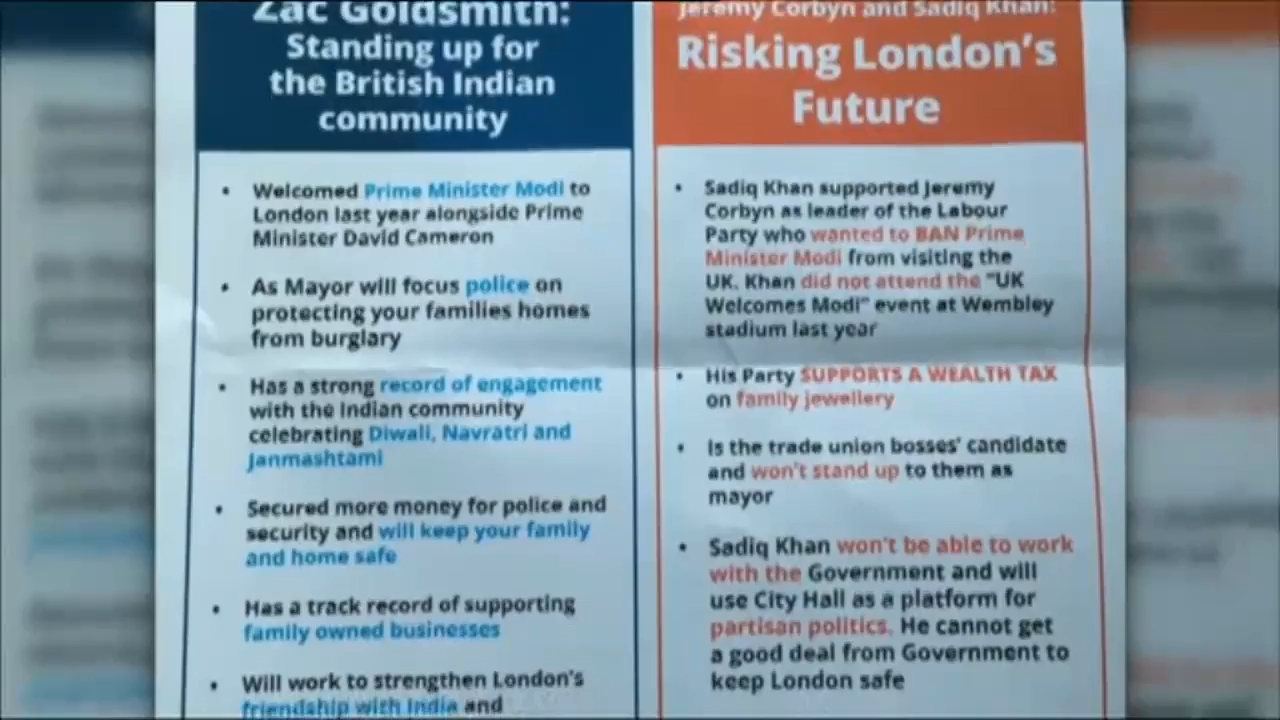 Zac Goldsmith:
Standing up for
the British Indian
community
• Welcomed Prime Minister Modi to
London last year alongside Prime
Minister David Cameron
• As Mayor will focus police on
protecting your families homes
from burglary
• Has a strong record of engagement
with the Indian community
celebrating Diwali, Navratri and
Janmashtami
• Secured more money for police and
security and will keep your family
and home safe
• Has a track record of supporting
family owned businesses
• Will work to strengthen London's
friendship with India and
Jeremy Corbyn and Sadiq Khan:
Risking London's
Future
• Sadiq Khan supported Jeremy
Corbyn as leader of the Labour
Party who wanted to BAN Prime
Minister Modi from visiting the
UK. Khan did not attend the "UK
Welcomes Modi" event at Wembley
stadium last year
• His Party SUPPORTS A WEALTH TAX
on family jewellery
• Is the trade union bosses' candidate
and won't stand up to them as
mayor
• Sadiq Khan won't be able to work
with the Government and will
use City Hall as a platform for
partisan politics. He cannot get
a good deal from Government to
keep London safe